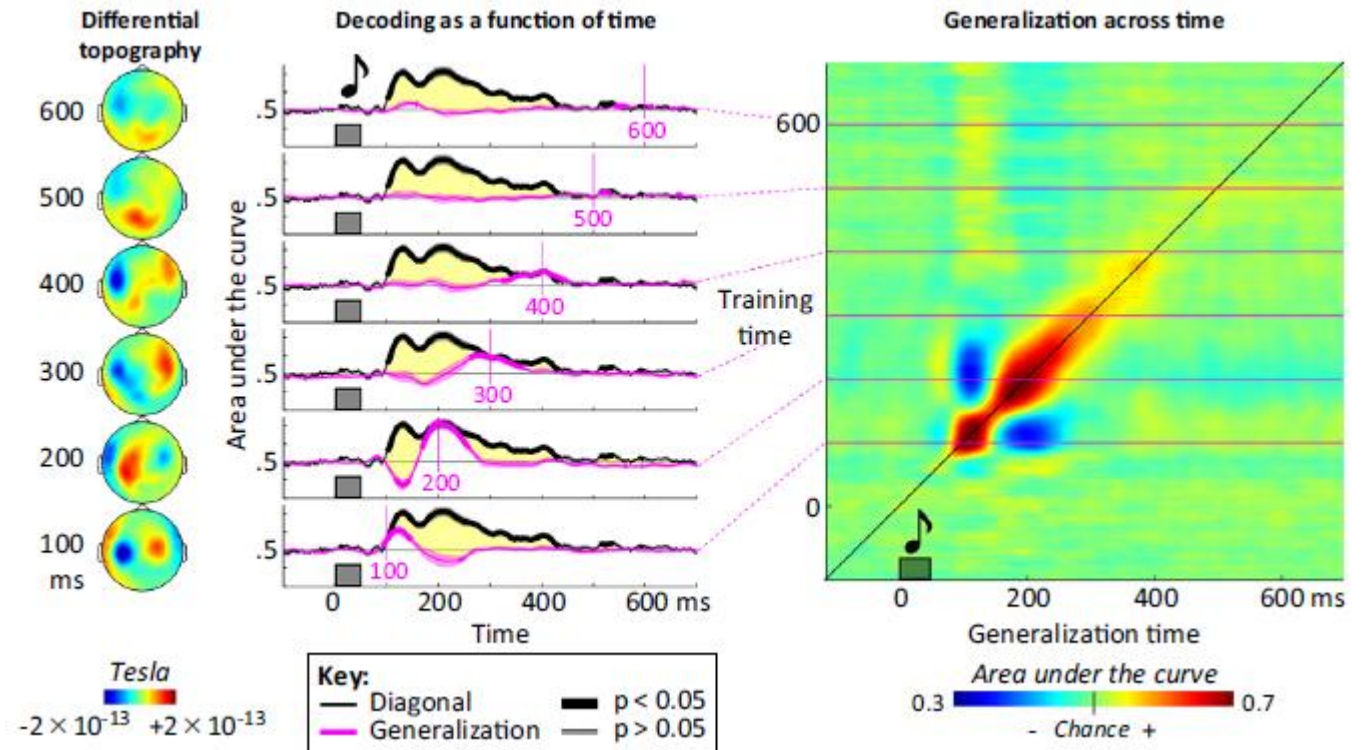 Differential
topography
Decoding as a function of time
Generalization across time
600
500
400
300
200
100
ms
Area under the curve
.5
600
.5
500
.5
400
.5
300
.5
200
.5
100
0
200
400
600 ms
Time
Training
time
600
0
0
200
400
600 ms
Generalization time
Tesla
-2 × 10-13 +2 × 10-13
Key:
Diagonal
p < 0.05
Generalization
p > 0.05
Area under the curve
0.3
0.7
- Chance +